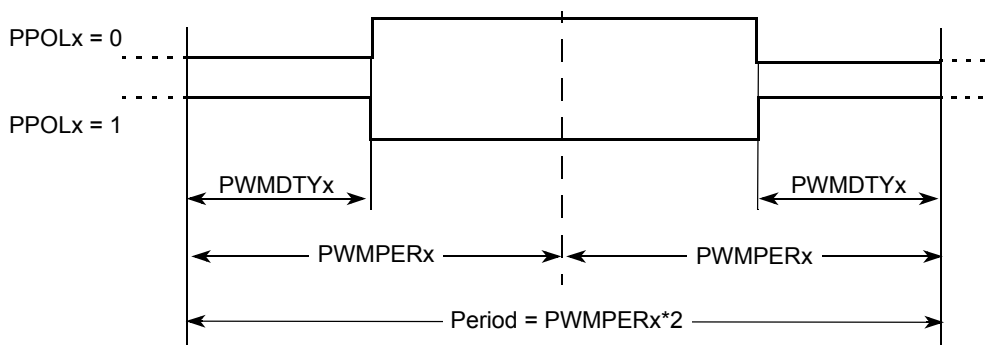 PPOLx = 0
PPOLx = 1
PWMDTYx
PWMDTYx
PWMPERx
PWMPERx
Period = PWMPERx*2